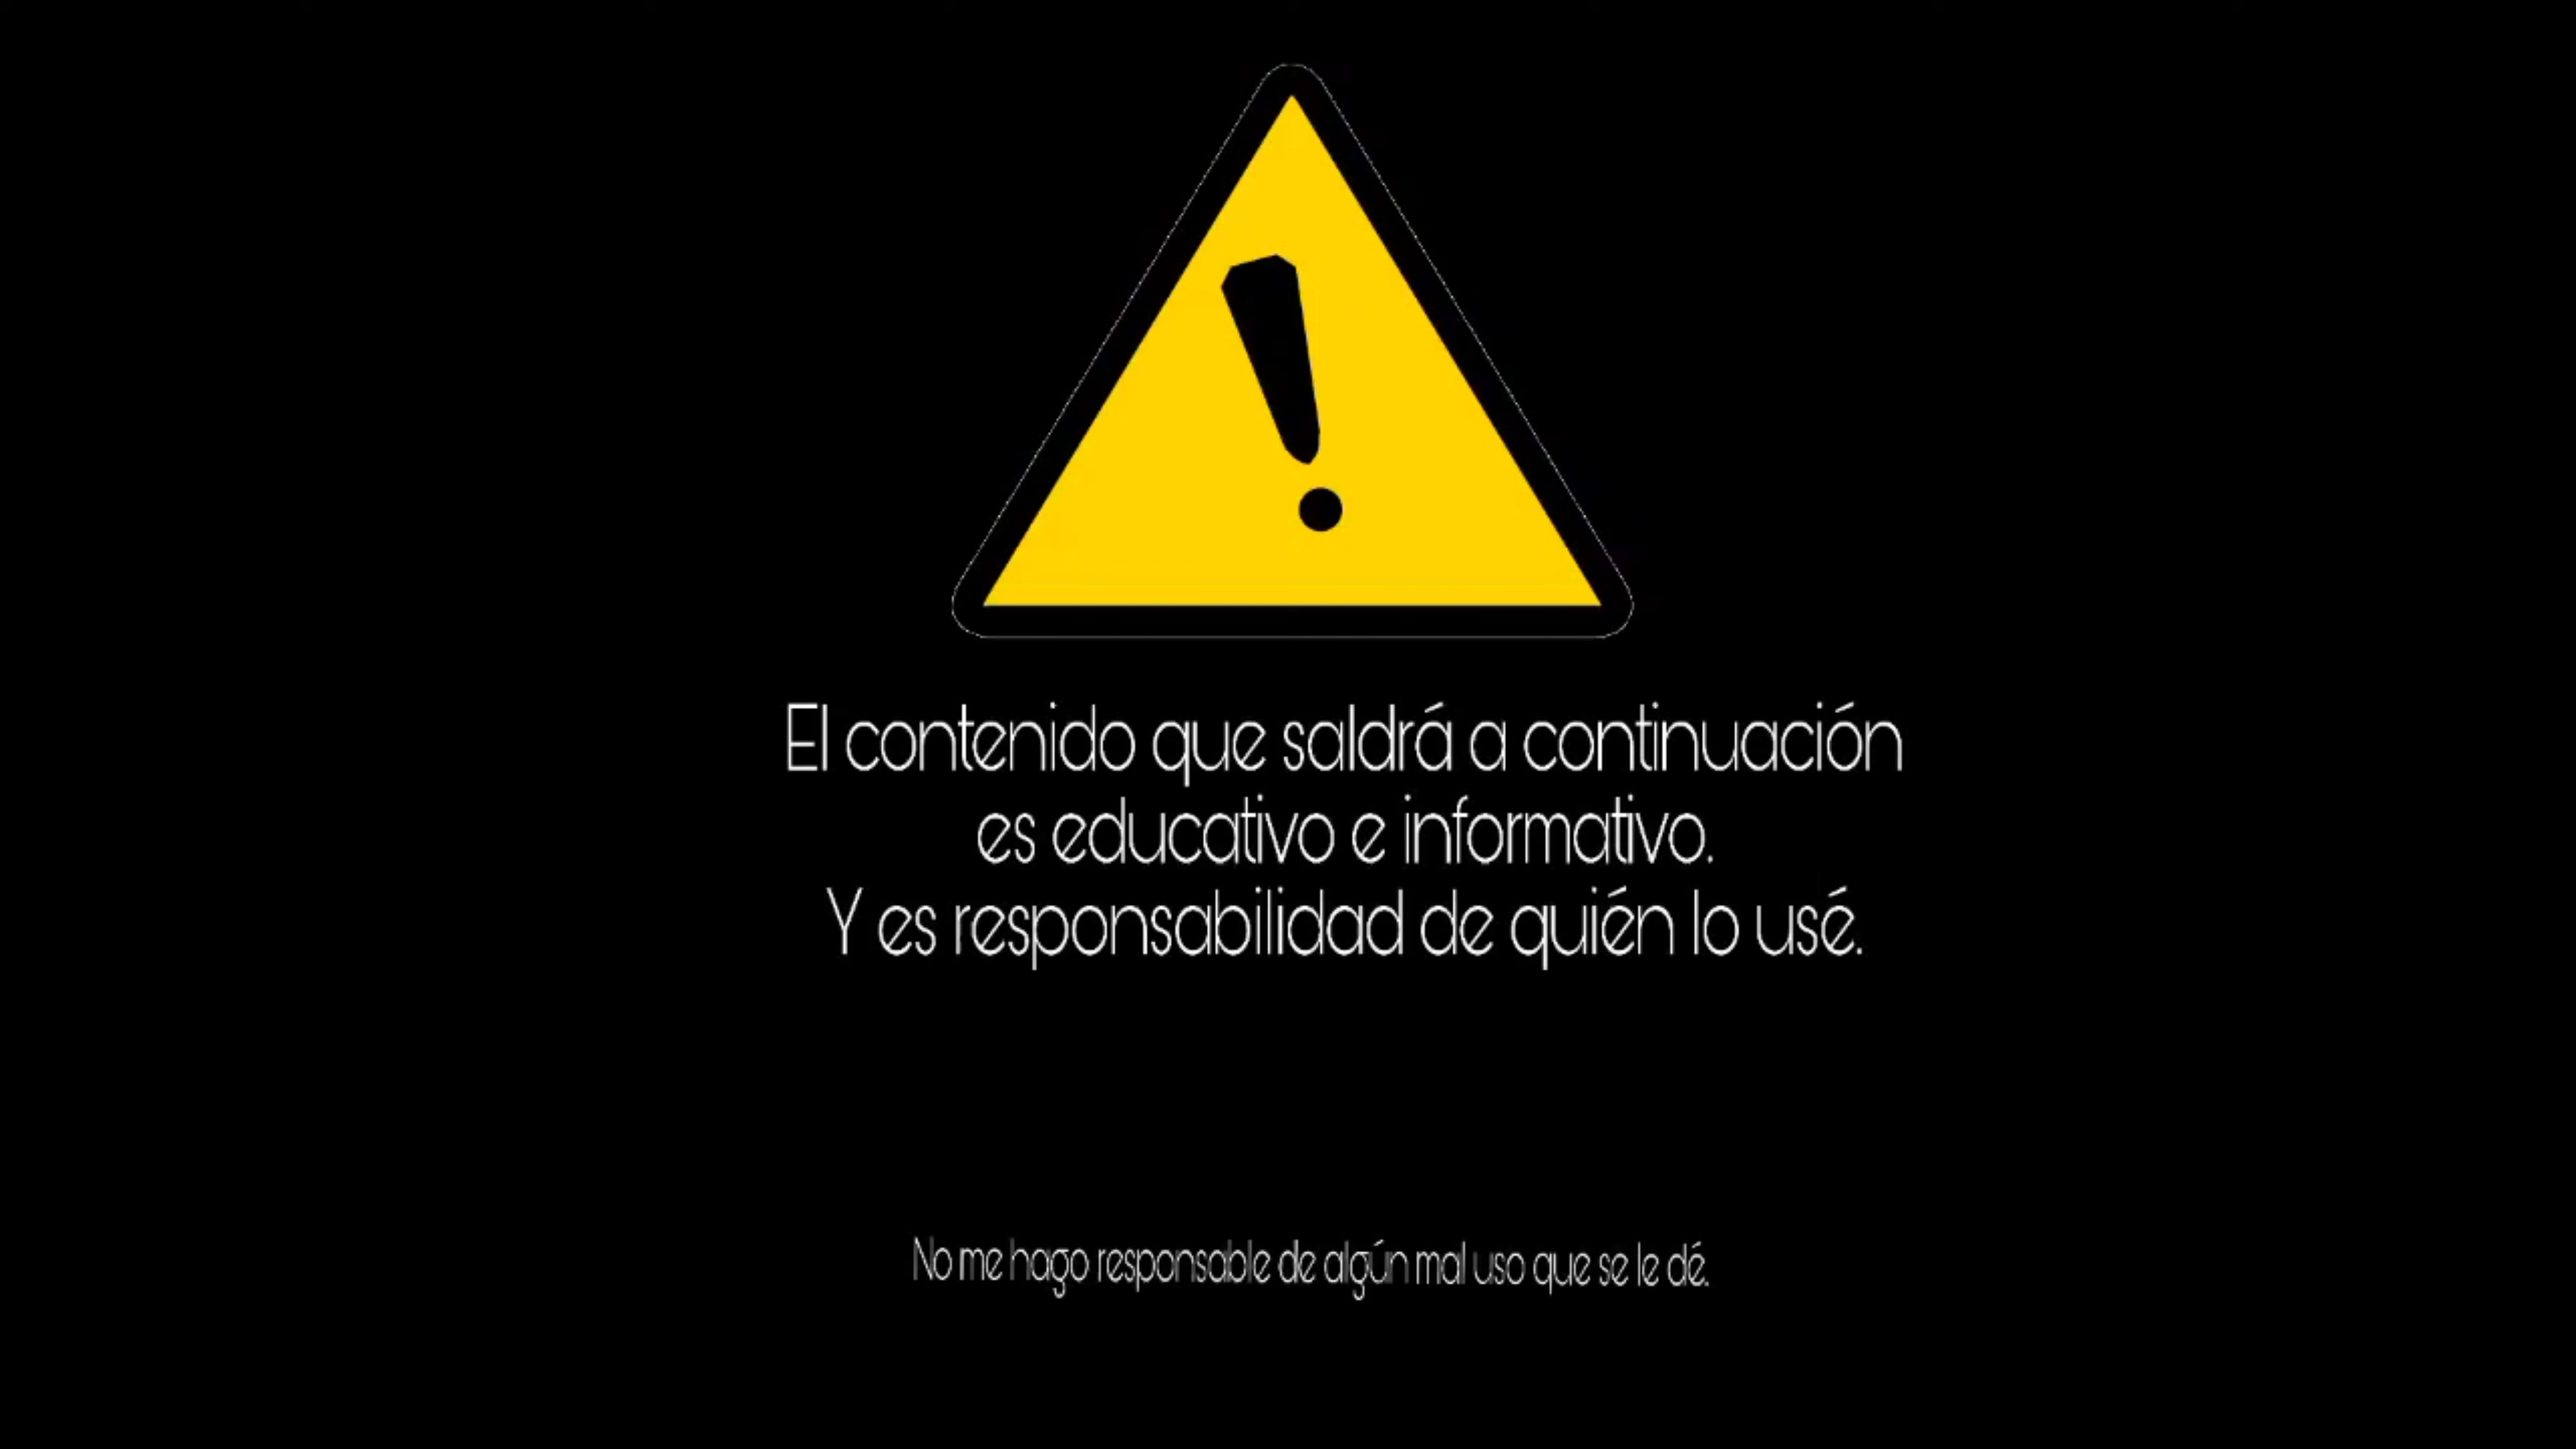 El contenido que saldrá a continuación
es educativo e informativo.
Y es responsabilidad de quién lo usé.
No me hago responsable de algún mal uso que se le dé.